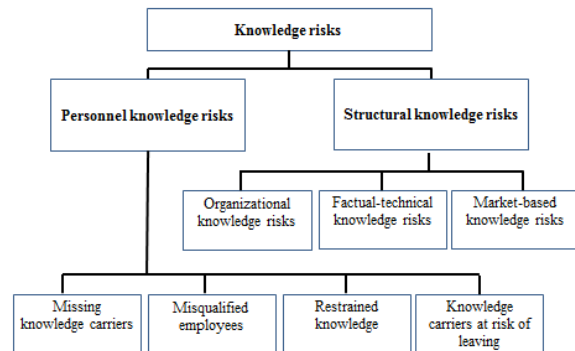 Knowledge risks
Personnel knowledge risks
Structural knowledge risks
Organizational
knowledge risks
Factual-technical
knowledge risks
Market-based
knowledge risks
Missing
knowledge carriers
Misqualified
employees
Restrained
knowledge
Knowledge
carriers at risk of
leaving